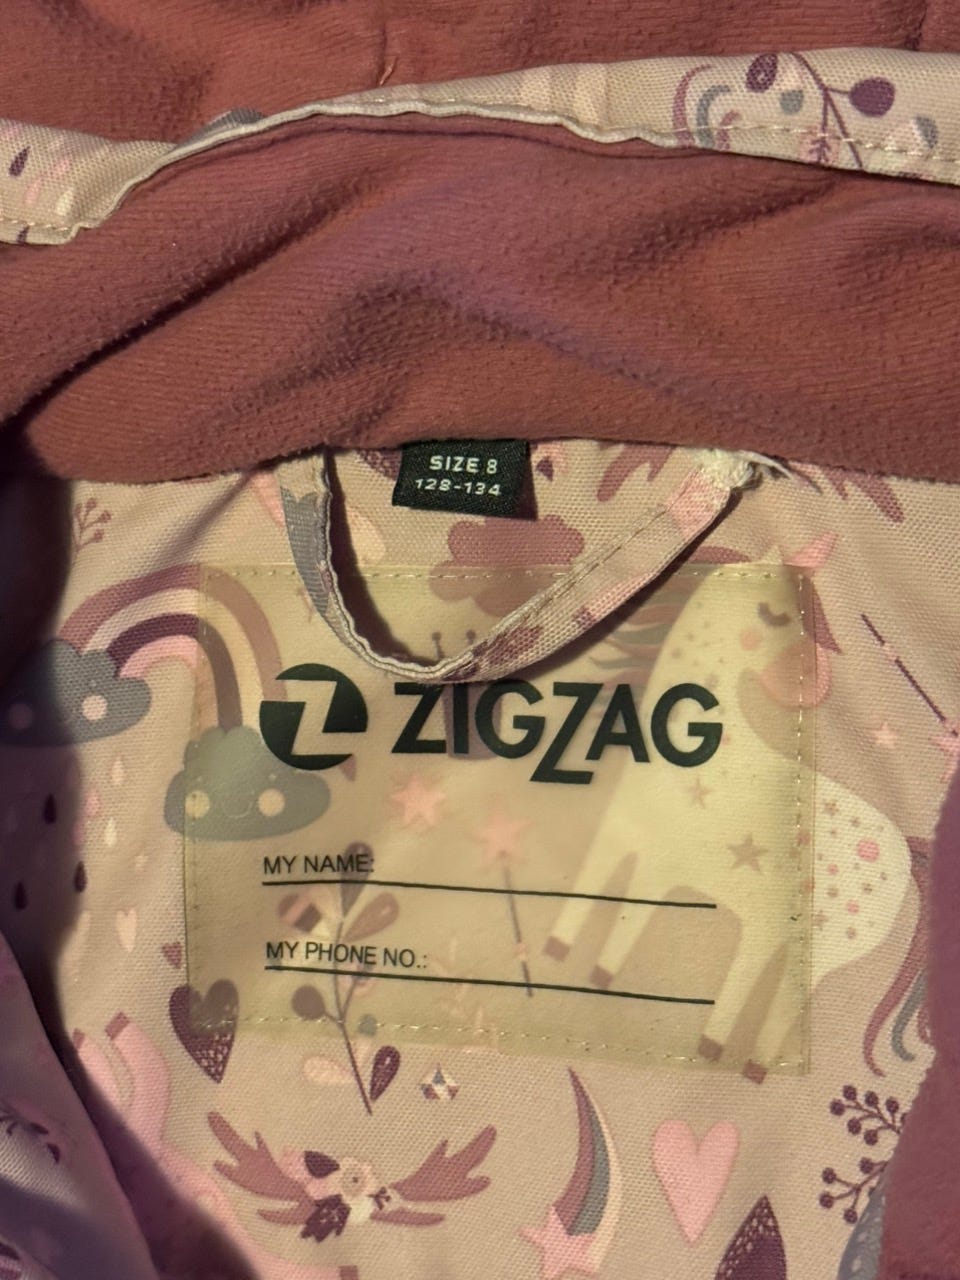 SIZE 8
128-134
ZIGZAG
MY NAME:
MY PHONE NO.: